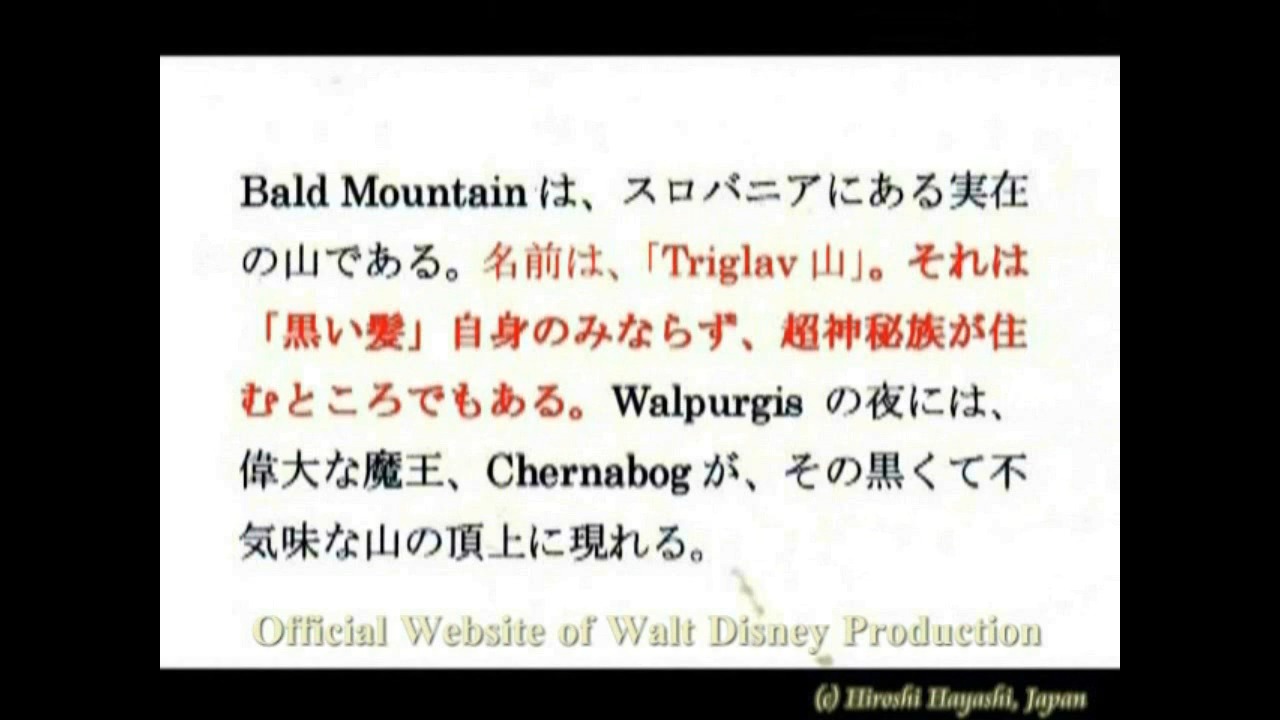 Bald Mountain は、スロバニアにある実在
の山である。名前は、「Triglav 山」。それは
「黒い髪」自身のみならず、超神秘族が住
むところでもある。Walpurgis の夜には、
偉大な魔王、Chernabog が、その黒くて不
気味な山の頂上に現れる。
Official Website of Walt Disney Production
(c) Hiroshi Hayashi, Japan